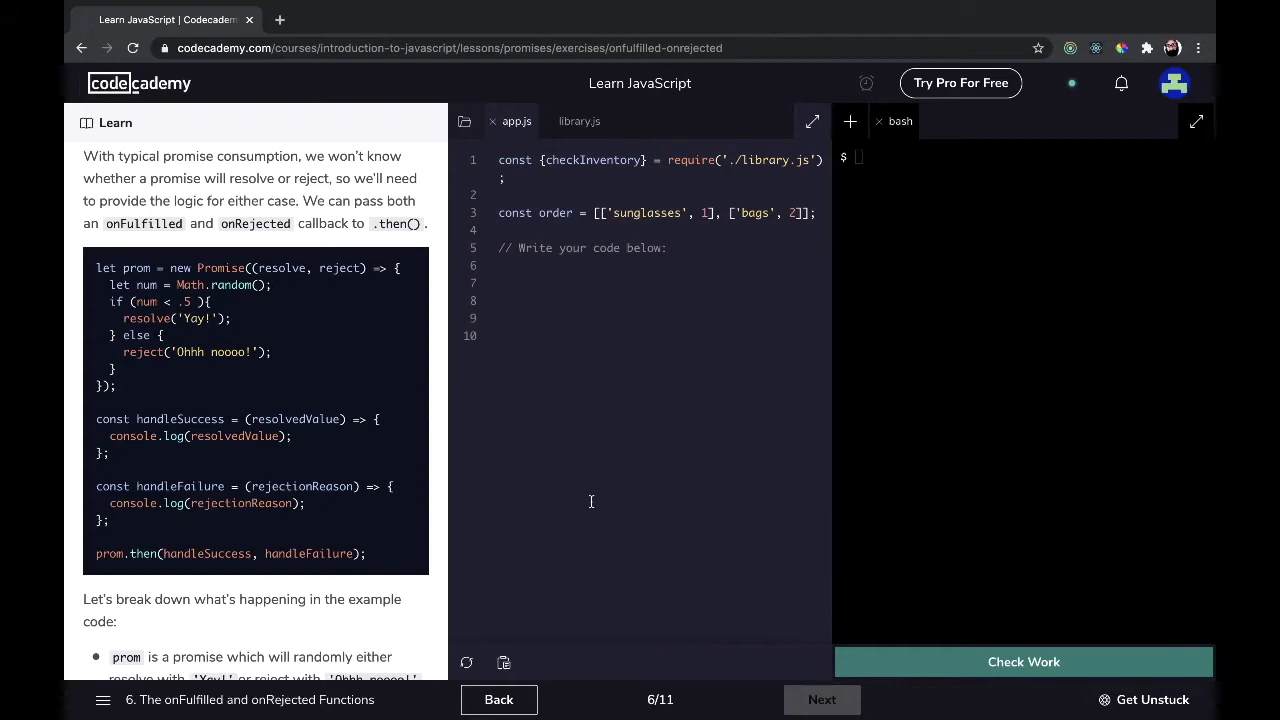 Learn JavaScript | Codecadem
codecademy.com/courses/introduction-to-javascript/lessons/promises/exercises/onfulfilled-onrejected
codecademy
Learn JavaScript
Try Pro For Free
Learn
With typical promise consumption, we won't know
whether a promise will resolve or reject, so we'll need
to provide the logic for either case. We can pass both
an onFulfilled and onRejected callback to .then().
let prom = new Promise((resolve, reject) => {
let num = Math.random();
if (num < .5 ){
resolve('Yay!');
} else {
reject('Ohhh noooo!');
}
});
const handleSuccess = (resolvedValue) => {
console.log(resolvedValue);
};
const handleFailure = (rejectionReason) => {
console.log(rejectionReason);
};
prom.then(handleSuccess, handleFailure);
Let's break down what's happening in the example
code:
• prom is a promise which will randomly either
resolve with 'Yay!' or reject with 'Ohhh noooo!'
app.js
library.js
1 const {checkInventory} = require('./library.js')
;
2
3 const order = [['sunglasses', 1], ['bags', 2]];
4
5 // Write your code below:
6
7
8
9
10
bash
$
Check Work
6. The onFulfilled and onRejected Functions
Back
6/11
Next
Get Unstuck